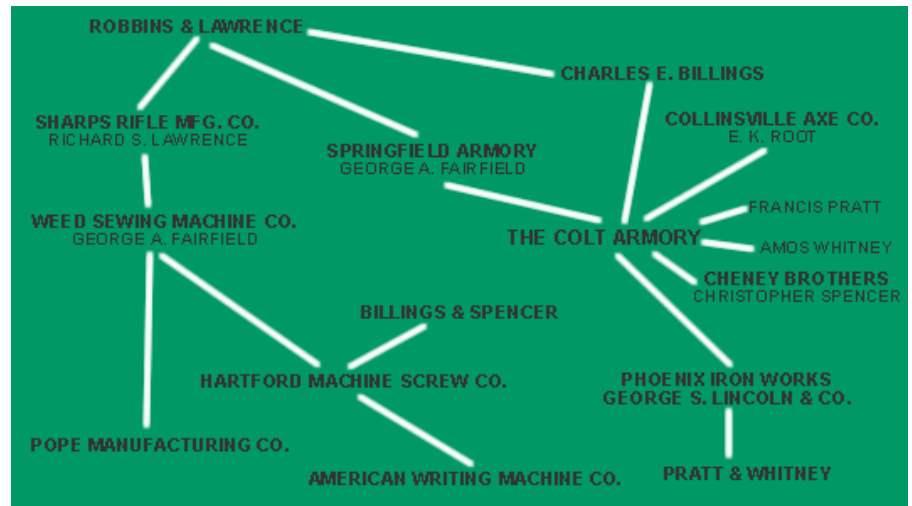 ROBBINS & LAWRENCE
CHARLES E. BILLINGS
SHARPS RIFLE MFG. CO.
RICHARD S. LAWRENCE
COLLINSVILLE AXE CO.
E. K. ROOT
SPRINGFIELD ARMORY
GEORGE A. FAIRFIELD
FRANCIS PRATT
WEED SEWING MACHINE CO.
GEORGE A. FAIRFIELD
THE COLT ARMORY
AMOS WHITNEY
CHENEY BROTHERS
CHRISTOPHER SPENCER
BILLINGS & SPENCER
HARTFORD MACHINE SCREW CO.
PHOENIX IRON WORKS
GEORGE S. LINCOLN & CO.
POPE MANUFACTURING CO.
AMERICAN WRITING MACHINE CO.
PRATT & WHITNEY